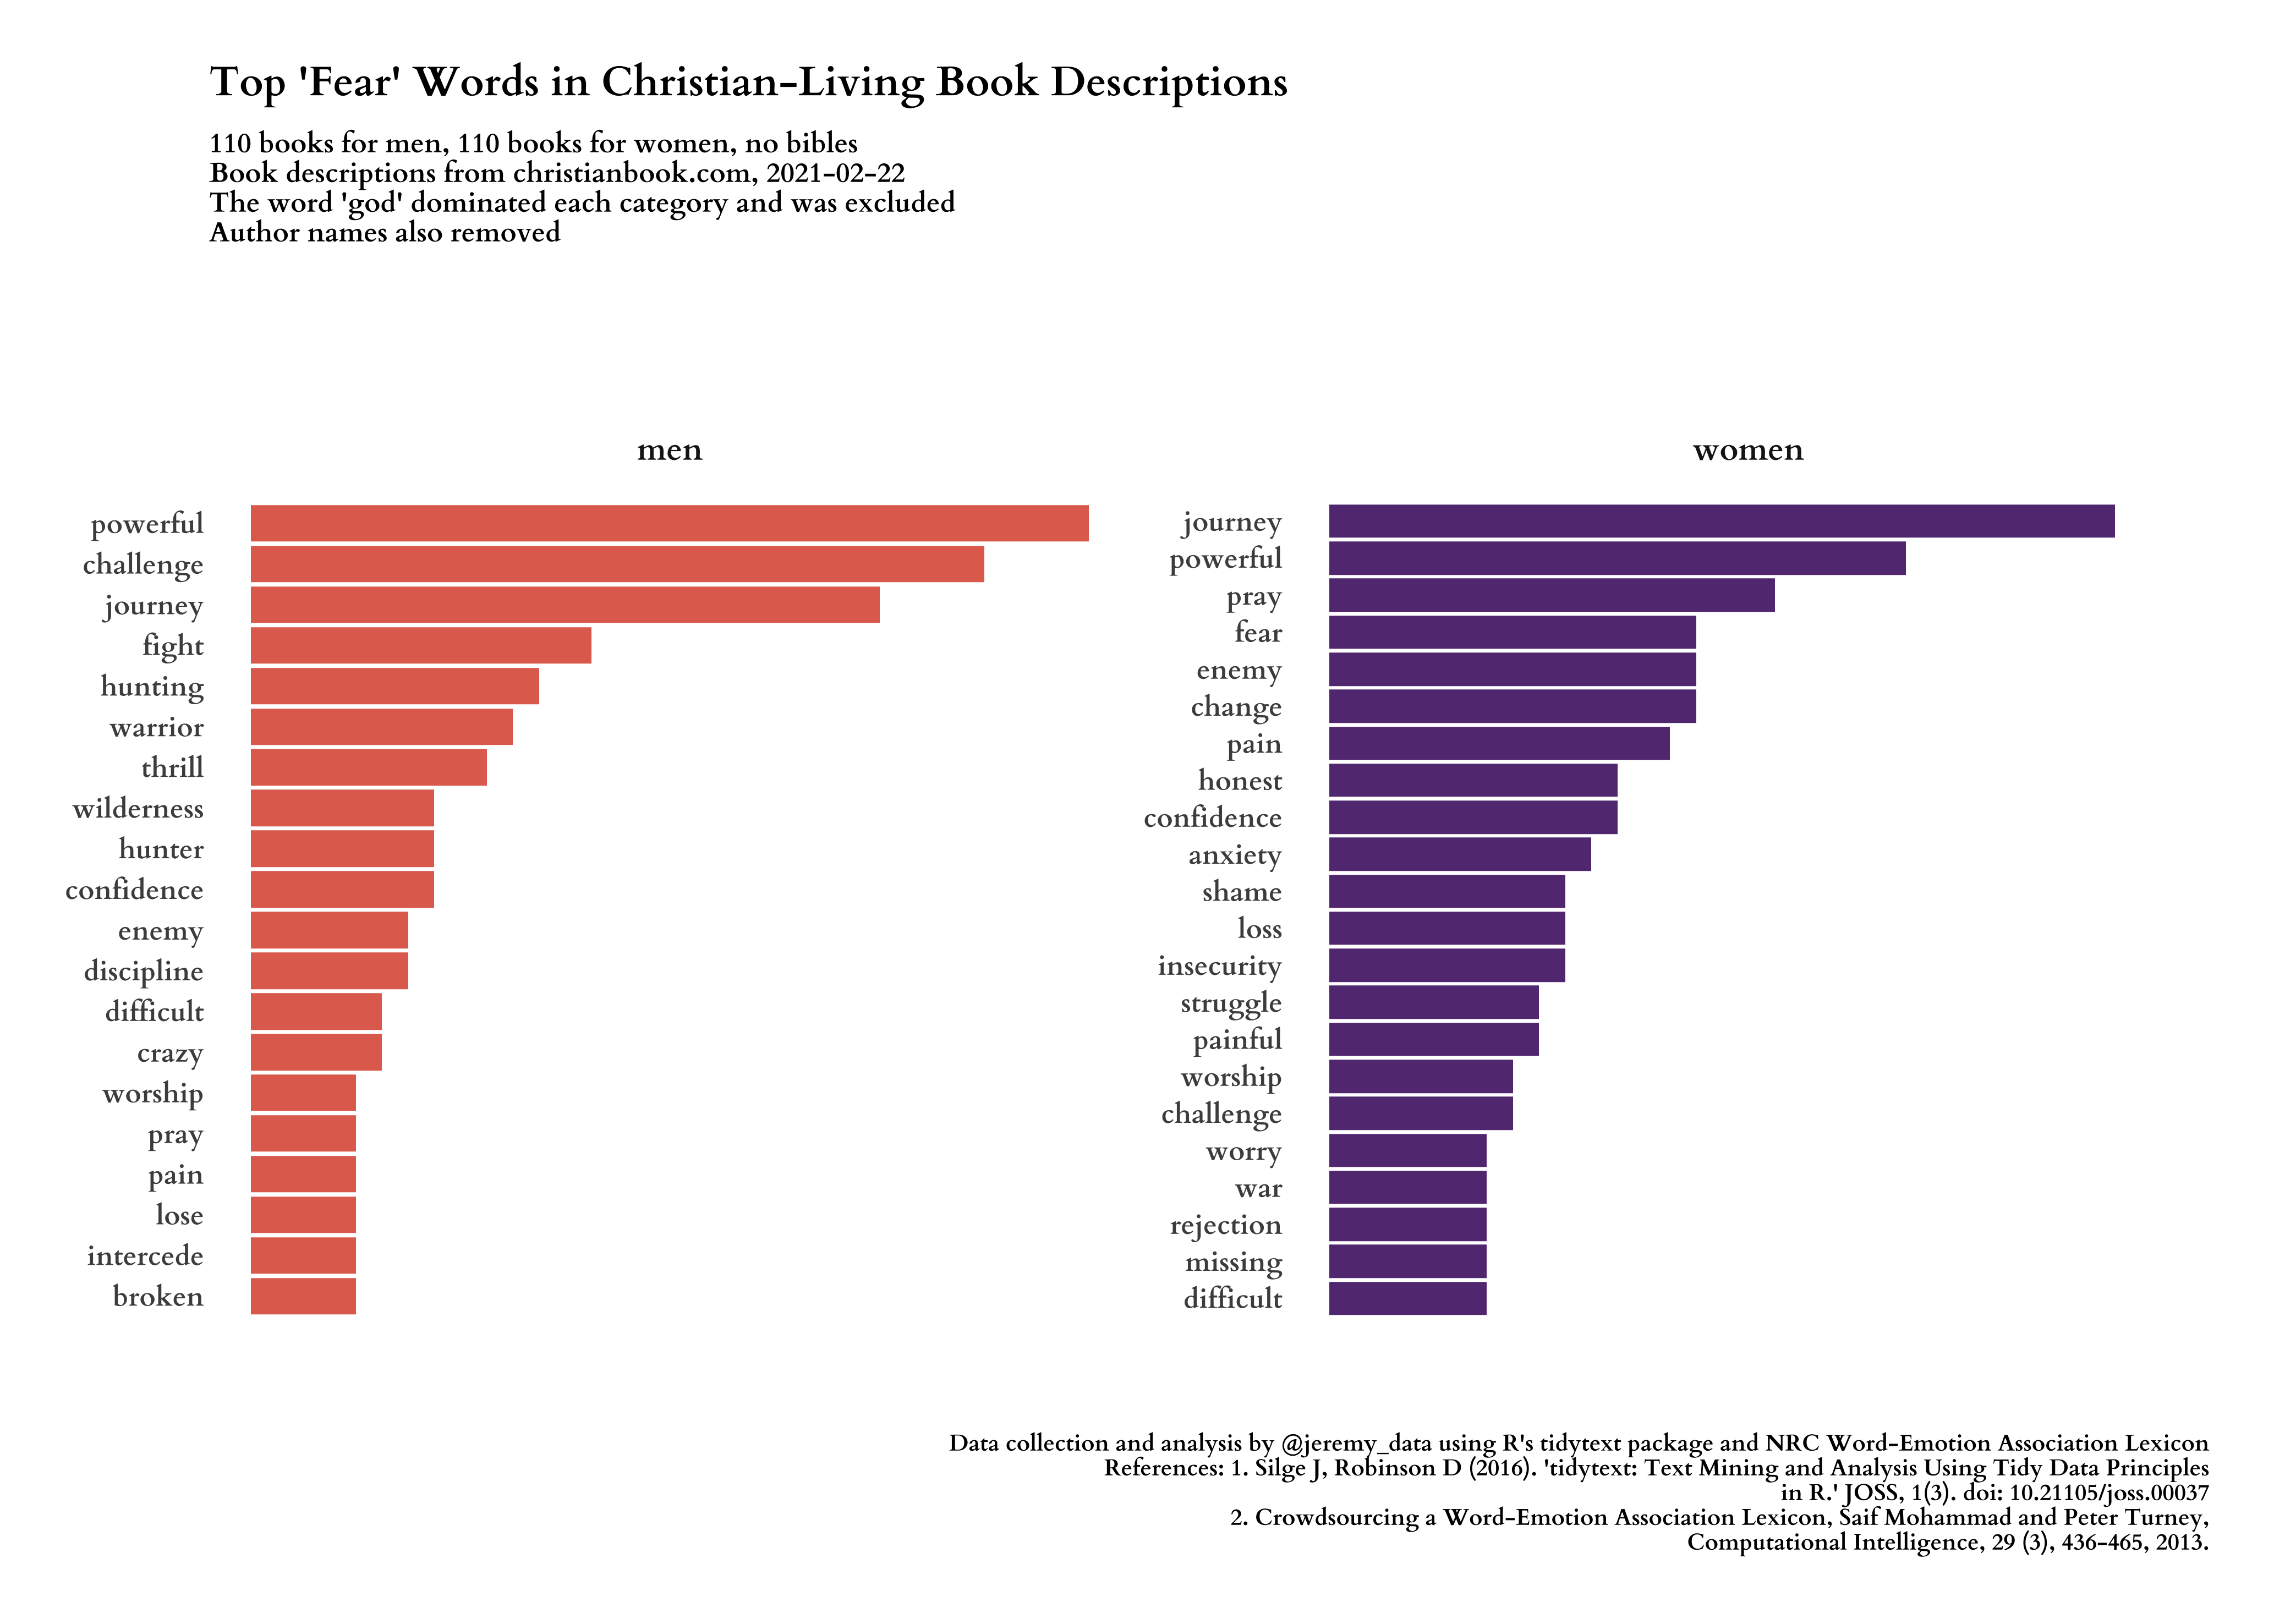 Top 'Fear' Words in Christian-Living Book Descriptions
110 books for men, 110 books for women, no bibles
Book descriptions from christianbook.com, 2021-02-22
The word 'god' dominated each category and was excluded
Author names also removed
men
powerful
challenge
journey
fight
hunting
warrior
thrill
wilderness
hunter
confidence
enemy
discipline
difficult
crazy
worship
pray
pain
lose
intercede
broken
women
journey
powerful
pray
fear
enemy
change
pain
honest
confidence
anxiety
shame
loss
insecurity
struggle
painful
worship
challenge
worry
war
rejection
missing
difficult
Data collection and analysis by @jeremy_data using R's tidytext package and NRC Word-Emotion Association Lexicon
References: 1. Silge J, Robinson D (2016). 'tidytext: Text Mining and Analysis Using Tidy Data Principles
in R.' JOSS, 1(3). doi: 10.21105/joss.00037
2. Crowdsourcing a Word-Emotion Association Lexicon, Saif Mohammad and Peter Turney,
Computational Intelligence, 29 (3), 436-465, 2013.